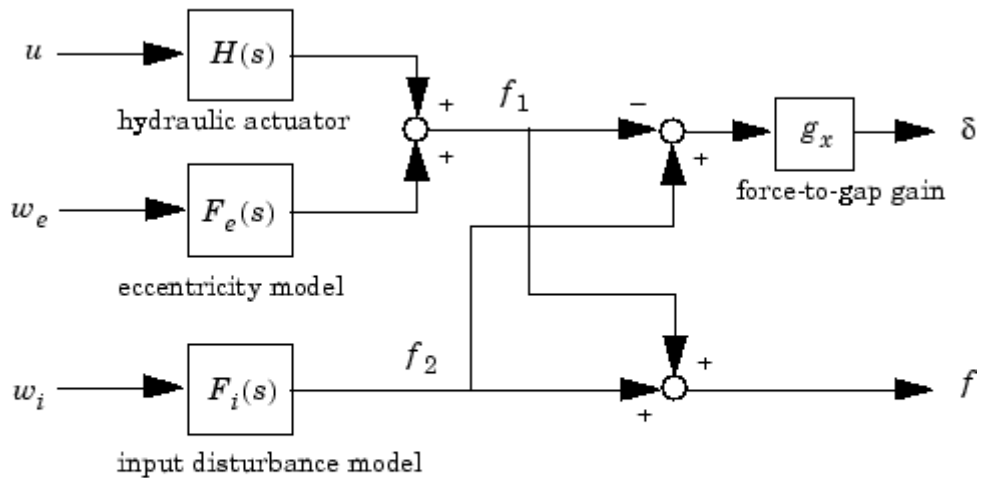 u
H(s)
hydraulic actuator
+
+
f₁
−
+
gₓ
δ
force-to-gap gain
wₑ
Fₑ(s)
eccentricity model
wᵢ
Fᵢ(s)
f₂
+
+
f
input disturbance model